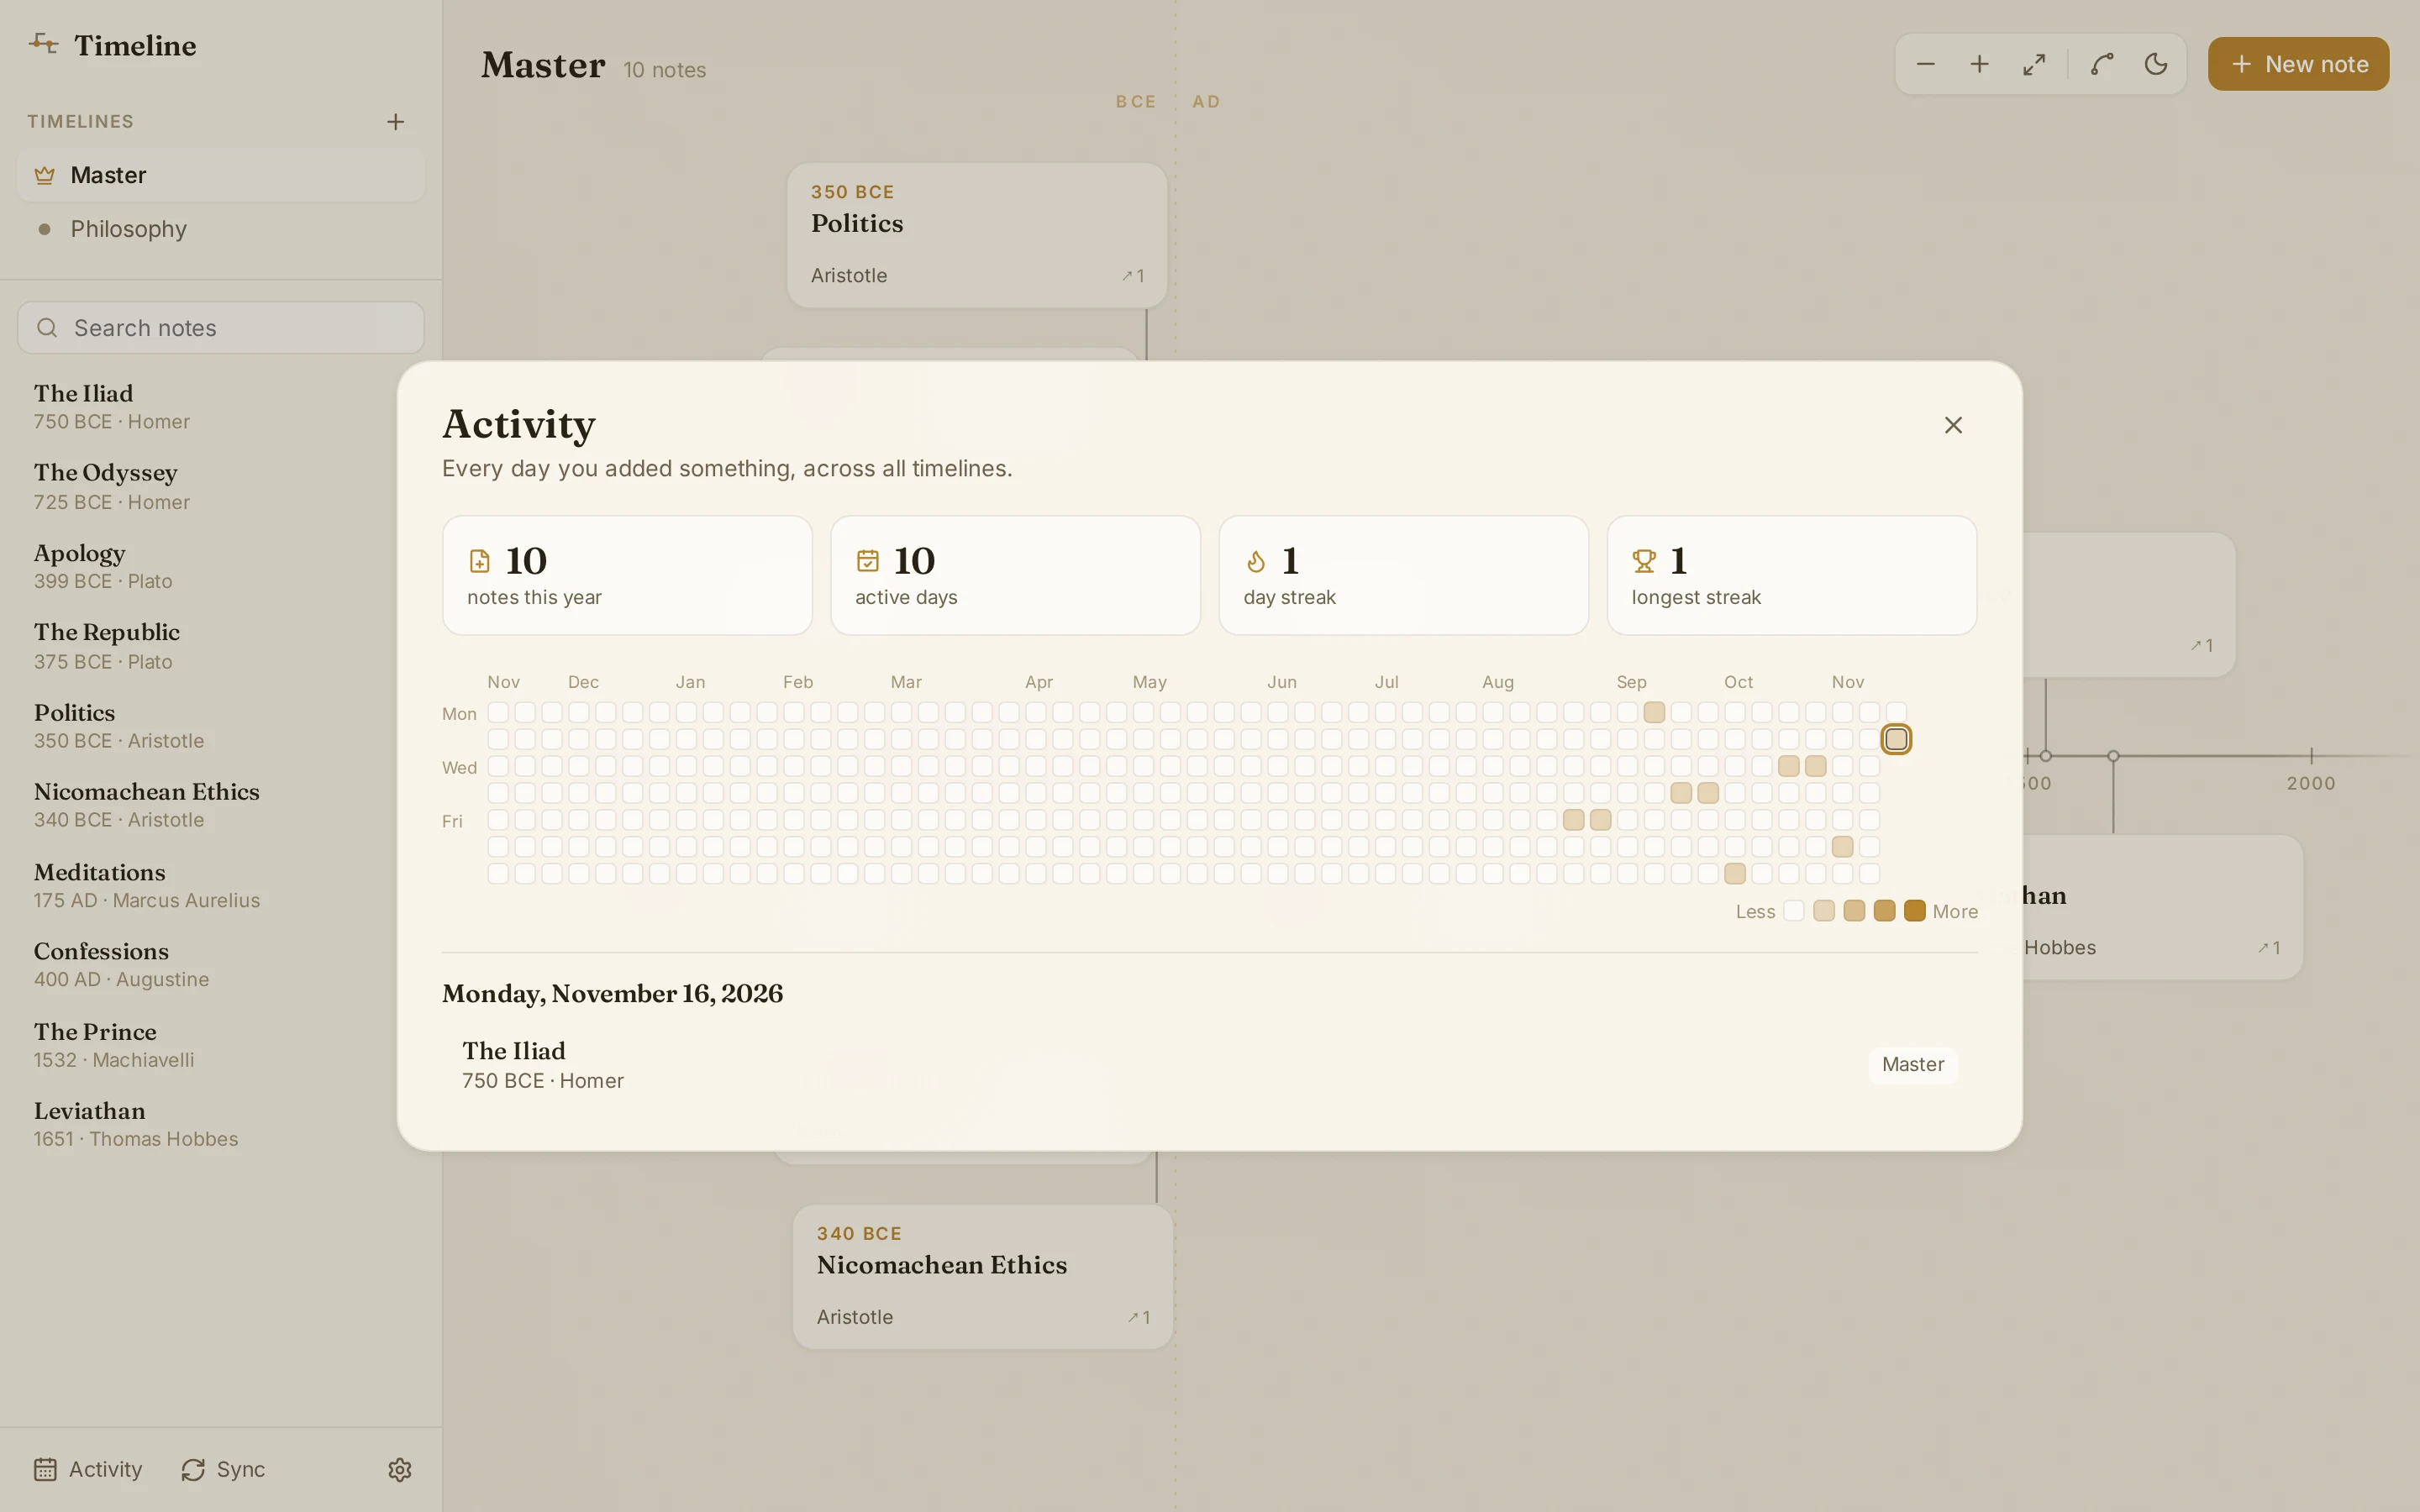 Timeline
TIMELINES
Master
Philosophy
Search notes
The Iliad
750 BCE · Homer
The Odyssey
725 BCE · Homer
Apology
399 BCE · Plato
The Republic
375 BCE · Plato
Politics
350 BCE · Aristotle
Nicomachean Ethics
340 BCE · Aristotle
Meditations
175 AD · Marcus Aurelius
Confessions
400 AD · Augustine
The Prince
1532 · Machiavelli
Leviathan
1651 · Thomas Hobbes
Activity
Sync
Master 10 notes
New note
BCE AD
350 BCE
Politics
Aristotle ↗1
Activity
Every day you added something, across all timelines.
10
notes this year
10
active days
1
day streak
1
longest streak
Nov Dec Jan Feb Mar Apr May Jun Jul Aug Sep Oct Nov
Mon
Wed
Fri
Less More
Monday, November 16, 2026
The Iliad
750 BCE · Homer
Master
↗1
2000
Hobbes ↗1
340 BCE
Nicomachean Ethics
Aristotle ↗1